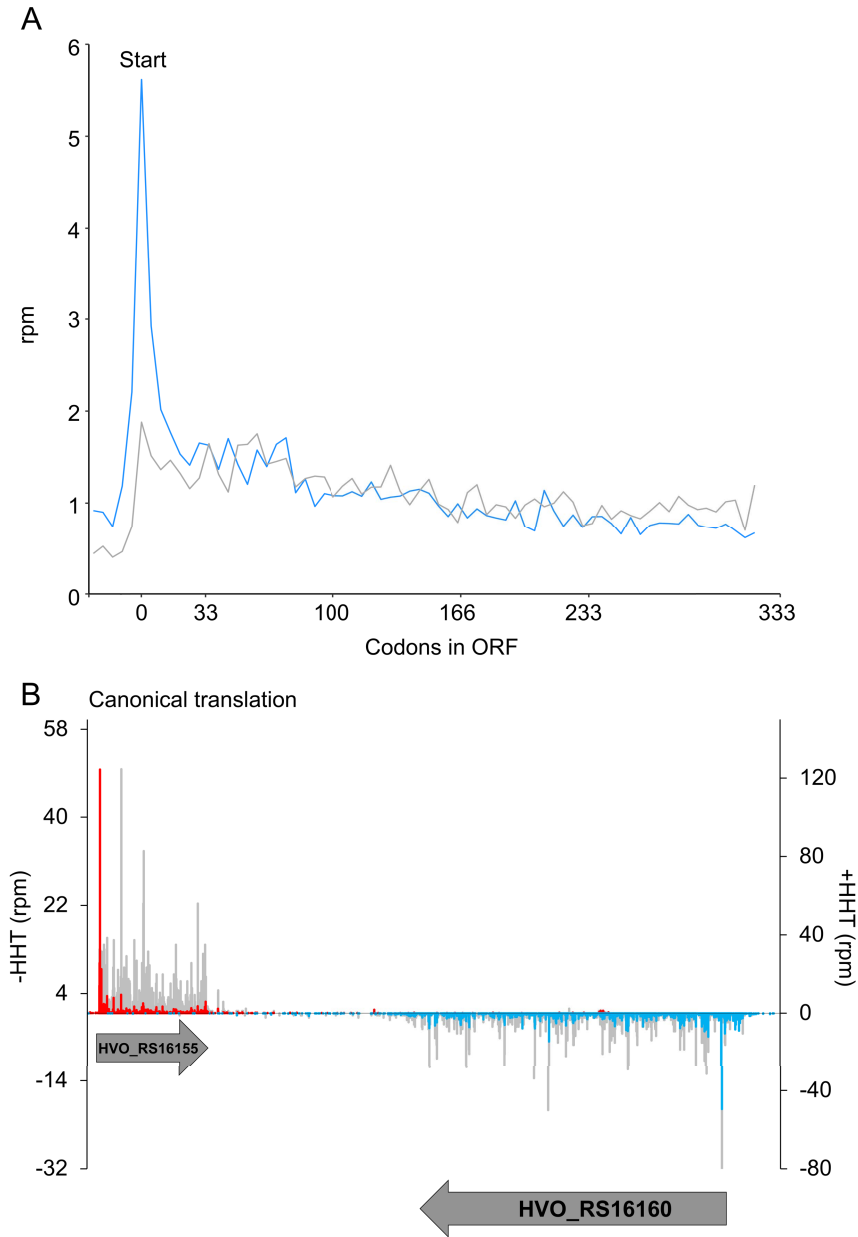 A
6
Start
5
4
rpm
3
2
1
0
0 33 100 166 233 333
Codons in ORF
B
Canonical translation
58
120
40
80
-HHT (rpm)
+HHT (rpm)
22
40
4
0
HVO_RS16155
-14
-40
-32
-80
HVO_RS16160